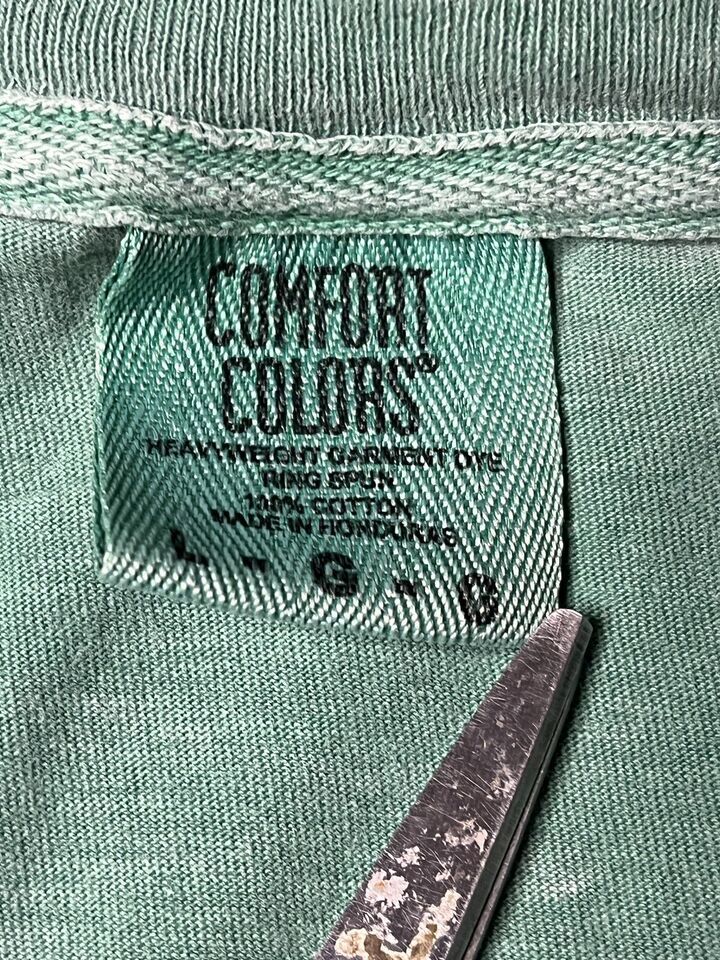 COMFORT
COLORS®
HEAVYWEIGHT GARMENT DYE
RING SPUN
100% COTTON
MADE IN HONDURAS
L - G - G